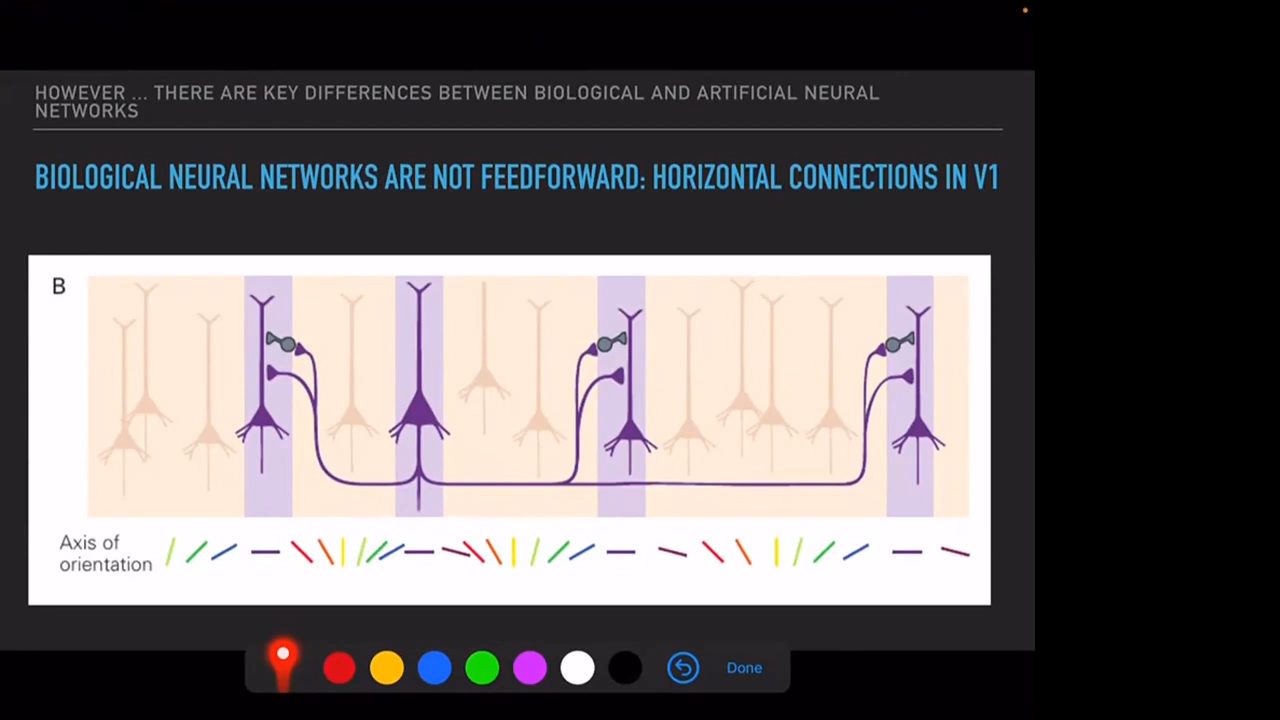 HOWEVER ... THERE ARE KEY DIFFERENCES BETWEEN BIOLOGICAL AND ARTIFICIAL NEURAL
NETWORKS
BIOLOGICAL NEURAL NETWORKS ARE NOT FEEDFORWARD: HORIZONTAL CONNECTIONS IN V1
B
Axis of
orientation
Done